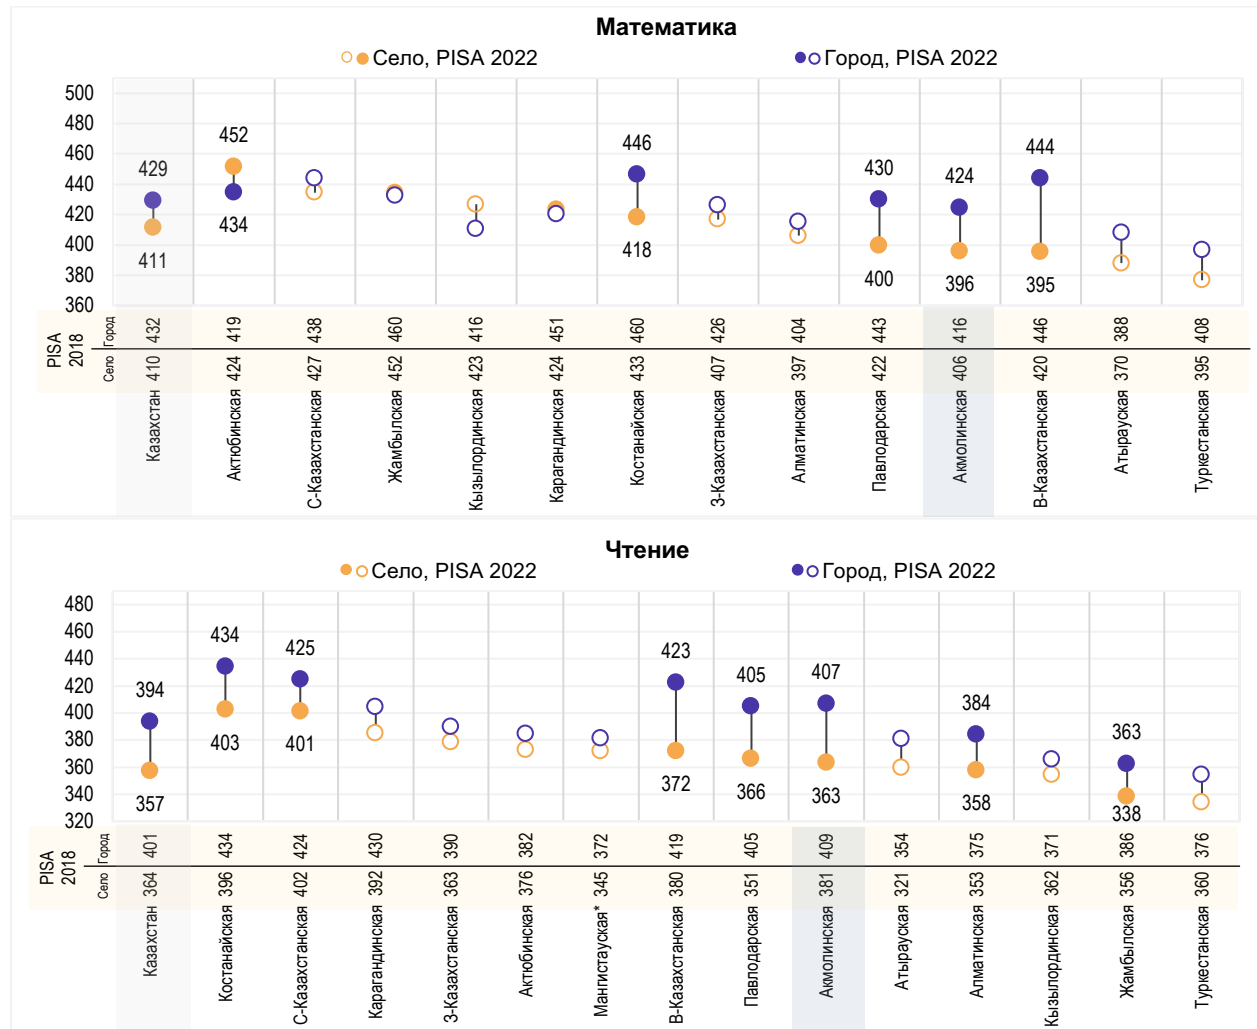 Математика
Село, PISA 2022 Город, PISA 2022
500
480
460
440
420
400
380
360
429 452 446 430 424 444
411 434 418 400 396 395
PISA 2018
Город 432 419 438 460 416 451 460 426 404 443 416 446 388 408
Село 410 424 427 452 423 424 433 407 397 422 406 420 370 395
Казахстан
Актюбинская
С-Казахстанская
Жамбылская
Кызылординская
Карагандинская
Костанайская
З-Казахстанская
Алматинская
Павлодарская
Акмолинская
В-Казахстанская
Атырауская
Туркестанская
Чтение
Село, PISA 2022 Город, PISA 2022
480
460
440
420
400
380
360
340
320
394 434 425 423 405 407 384 363
357 403 401 372 366 363 358 338
PISA 2018
Город 401 434 424 430 390 382 372 419 405 409 354 375 371 386 376
Село 364 396 402 392 363 376 345 380 351 381 321 353 362 356 360
Казахстан
Костанайская
С-Казахстанская
Карагандинская
З-Казахстанская
Актюбинская
Мангистауская*
В-Казахстанская
Павлодарская
Акмолинская
Атырауская
Алматинская
Кызылординская
Жамбылская
Туркестанская